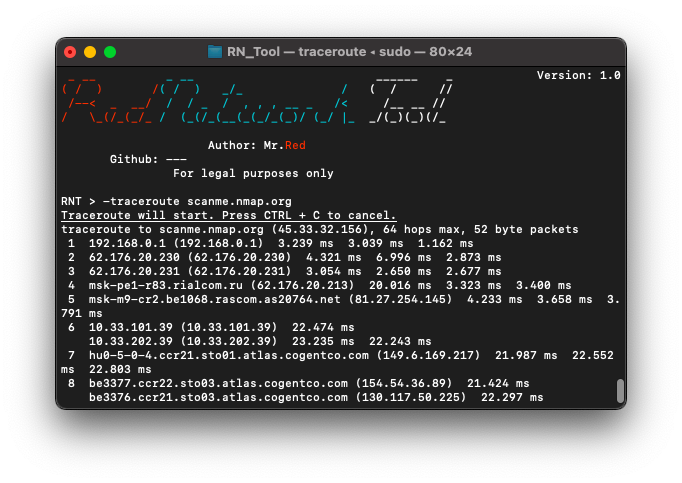 RN_Tool — traceroute ◂ sudo — 80×24
Version: 1.0
Red Network Tool
Author: Mr.Red
Github: ---
For legal purposes only
RNT > -traceroute scanme.nmap.org
Traceroute will start. Press CTRL + C to cancel.
traceroute to scanme.nmap.org (45.33.32.156), 64 hops max, 52 byte packets
1  192.168.0.1 (192.168.0.1)  3.239 ms  3.039 ms  1.162 ms
2  62.176.20.230 (62.176.20.230)  4.321 ms  6.996 ms  2.873 ms
3  62.176.20.231 (62.176.20.231)  3.054 ms  2.650 ms  2.677 ms
4  msk-pe1-r83.rialcom.ru (62.176.20.213)  20.016 ms  3.323 ms  3.400 ms
5  msk-m9-cr2.be1068.rascom.as20764.net (81.27.254.145)  4.233 ms  3.658 ms  3.
791 ms
6  10.33.101.39 (10.33.101.39)  22.474 ms
10.33.202.39 (10.33.202.39)  23.235 ms  22.243 ms
7  hu0-5-0-4.ccr21.sto01.atlas.cogentco.com (149.6.169.217)  21.987 ms  22.552
ms  22.803 ms
8  be3377.ccr22.sto03.atlas.cogentco.com (154.54.36.89)  21.424 ms
be3376.ccr21.sto03.atlas.cogentco.com (130.117.50.225)  22.297 ms